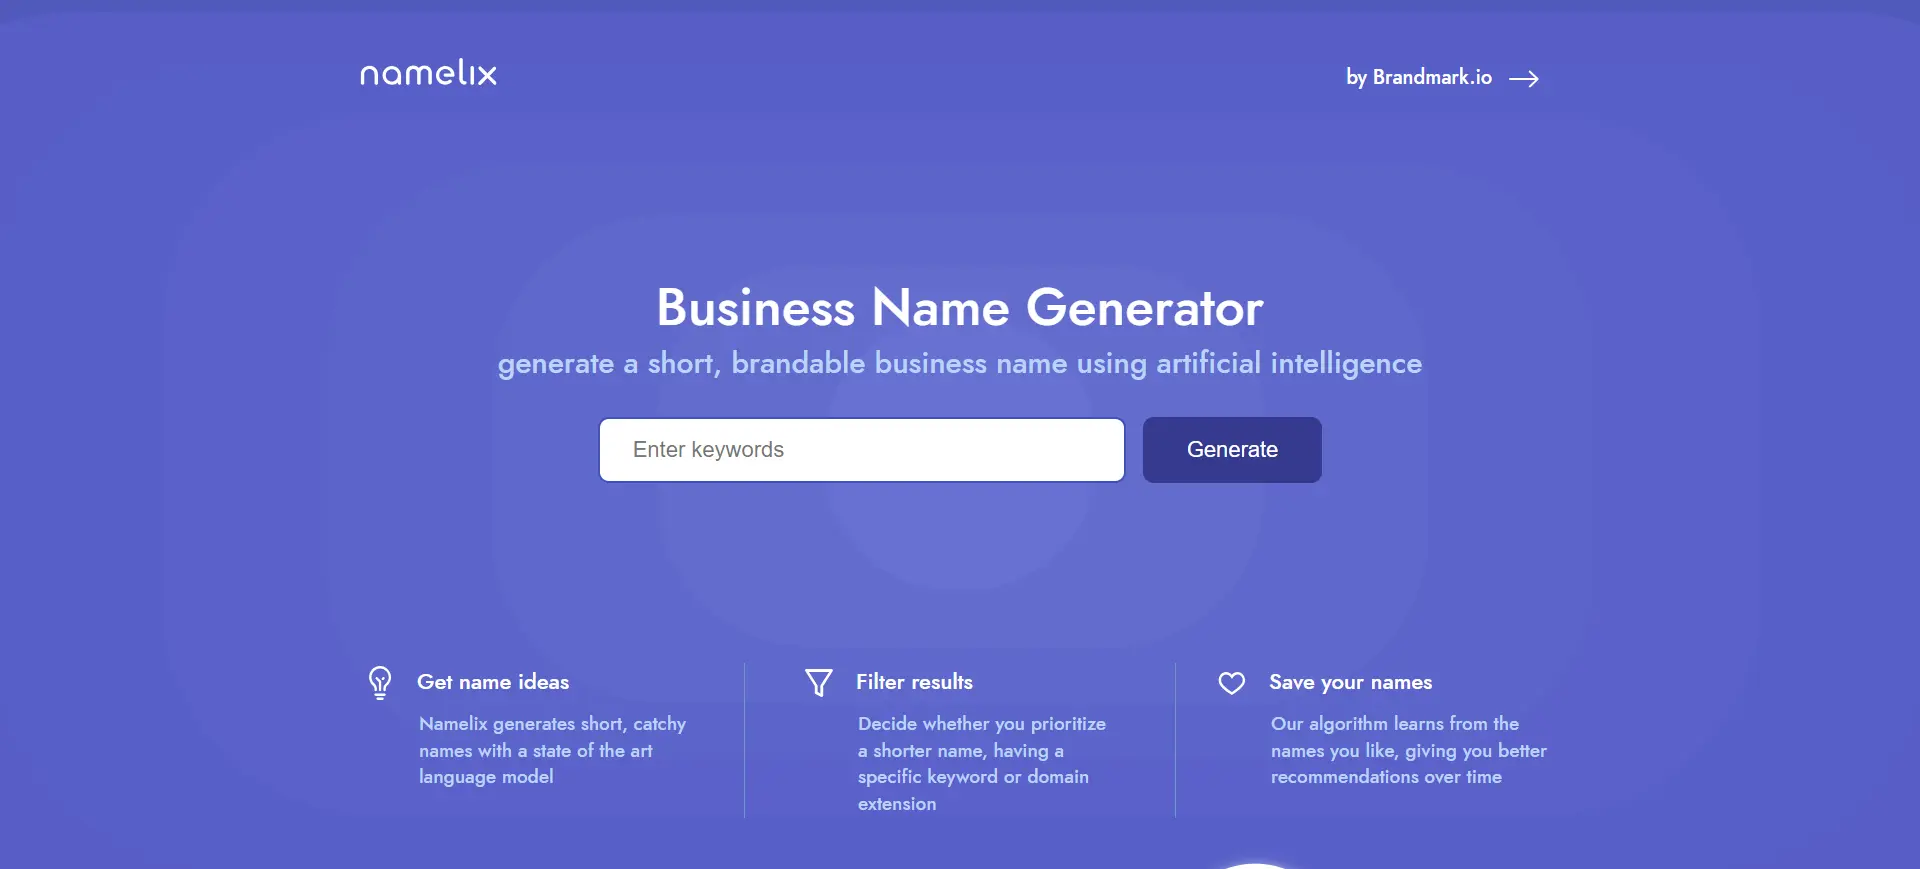 namelix
by Brandmark.io
Business Name Generator
generate a short, brandable business name using artificial intelligence
Enter keywords
Generate
Get name ideas
Namelix generates short, catchy
names with a state of the art
language model
Filter results
Decide whether you prioritize
a shorter name, having a
specific keyword or domain
extension
Save your names
Our algorithm learns from the
names you like, giving you better
recommendations over time